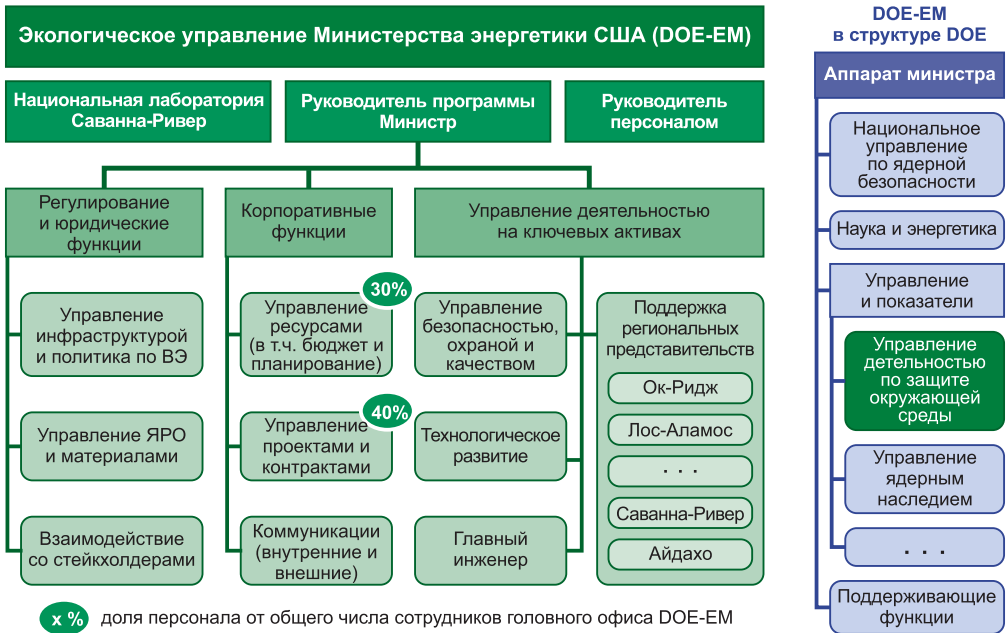 Экологическое управление Министерства энергетики США (DOE-EM)
Национальная лаборатория
Саванна-Ривер
Руководитель программы
Министр
Руководитель
персоналом
Регулирование
и юридические
функции
Управление
инфраструктурой
и политика по ВЭ
Управление ЯРО
и материалами
Взаимодействие
со стейкхолдерами
Корпоративные
функции
30%
Управление
ресурсами
(в т.ч. бюджет и
планирование)
40%
Управление
проектами и
контрактами
Коммуникации
(внутренние и
внешние)
Управление деятельностью
на ключевых активах
Управление
безопасностью,
охраной и
качеством
Технологическое
развитие
Главный
инженер
Поддержка
региональных
представительств
Ок-Ридж
Лос-Аламос
. . .
Саванна-Ривер
Айдахо
x % доля персонала от общего числа сотрудников головного офиса DOE-EM
DOE-EM
в структуре DOE
Аппарат министра
Национальное
управление
по ядерной
безопасности
Наука и энергетика
Управление
и показатели
Управление
детельностью
по защите
окружающей
среды
Управление
ядерным
наследием
. . .
Поддерживающие
функции